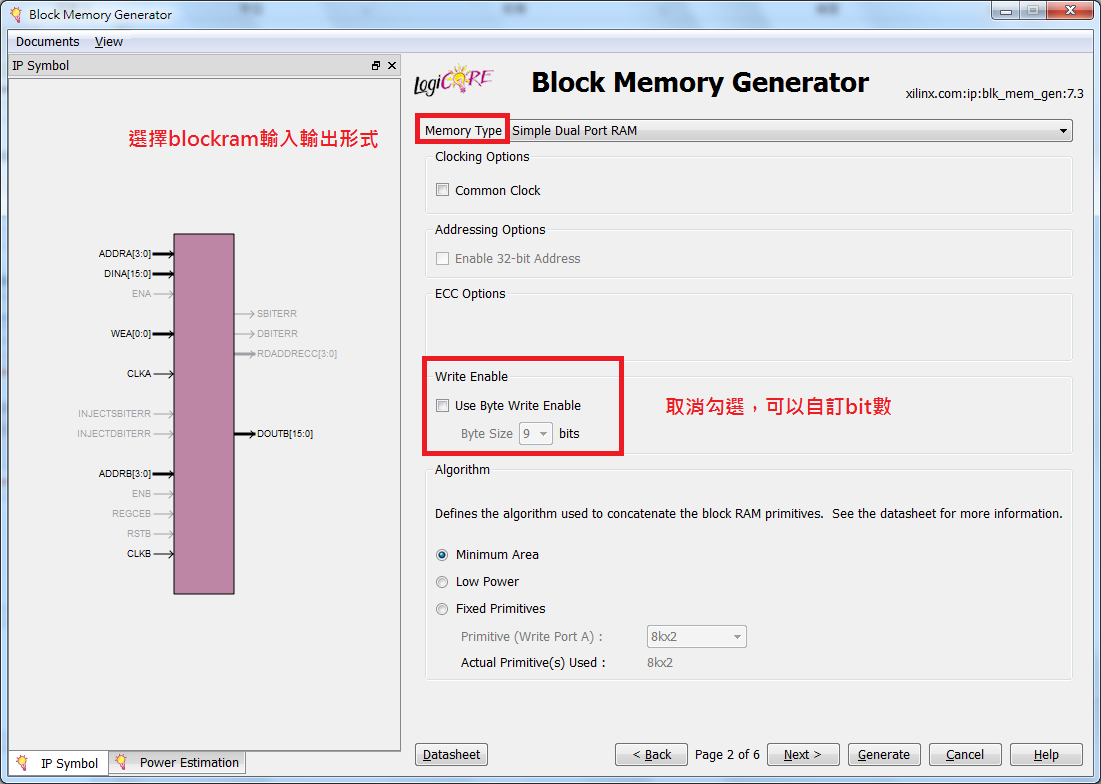 Block Memory Generator
Documents View
IP Symbol
選擇blockram輸入輸出形式
ADDRA[3:0]
DINA[15:0]
ENA
SBITERR
WEA[0:0]
DBITERR
RDADDRECC[3:0]
CLKA
INJECTSBITERR
INJECTDBITERR
DOUTB[15:0]
ADDRB[3:0]
ENB
REGCEB
RSTB
CLKB
IP Symbol
Power Estimation
LogiCORE
Block Memory Generator
xilinx.com:ip:blk_mem_gen:7.3
Memory Type Simple Dual Port RAM
Clocking Options
Common Clock
Addressing Options
Enable 32-bit Address
ECC Options
Write Enable
Use Byte Write Enable
Byte Size 9 bits
取消勾選，可以自訂bit數
Algorithm
Defines the algorithm used to concatenate the block RAM primitives. See the datasheet for more information.
Minimum Area
Low Power
Fixed Primitives
Primitive (Write Port A) : 8kx2
Actual Primitive(s) Used : 8kx2
Datasheet
< Back
Page 2 of 6
Next >
Generate
Cancel
Help